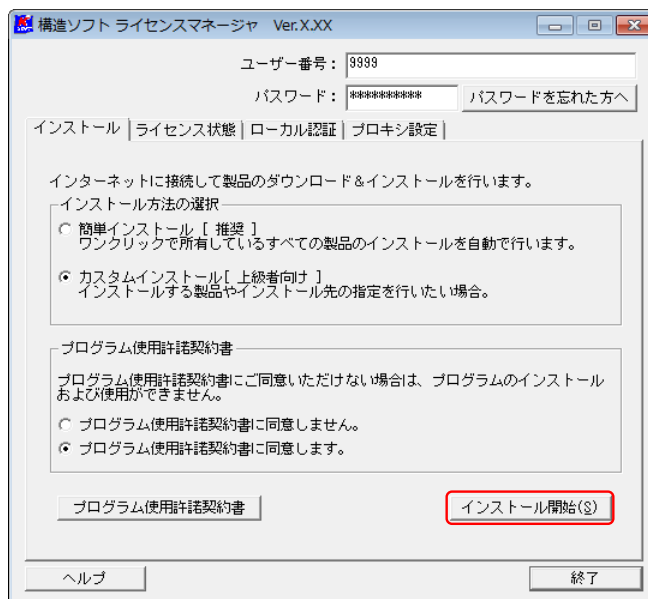 構造ソフト ライセンスマネージャ Ver.X.XX
ユーザー番号： 9999
パスワード： ********** パスワードを忘れた方へ
インストール ライセンス状態 ローカル認証 プロキシ設定
インターネットに接続して製品のダウンロード＆インストールを行います。
インストール方法の選択
簡単インストール [ 推奨 ]
ワンクリックで所有しているすべての製品のインストールを自動で行います。
カスタムインストール[ 上級者向け ]
インストールする製品やインストール先の指定を行いたい場合。
プログラム使用許諾契約書
プログラム使用許諾契約書にご同意いただけない場合は、プログラムのインストール
および使用ができません。
プログラム使用許諾契約書に同意しません。
プログラム使用許諾契約書に同意します。
プログラム使用許諾契約書 インストール開始(S)
ヘルプ 終了